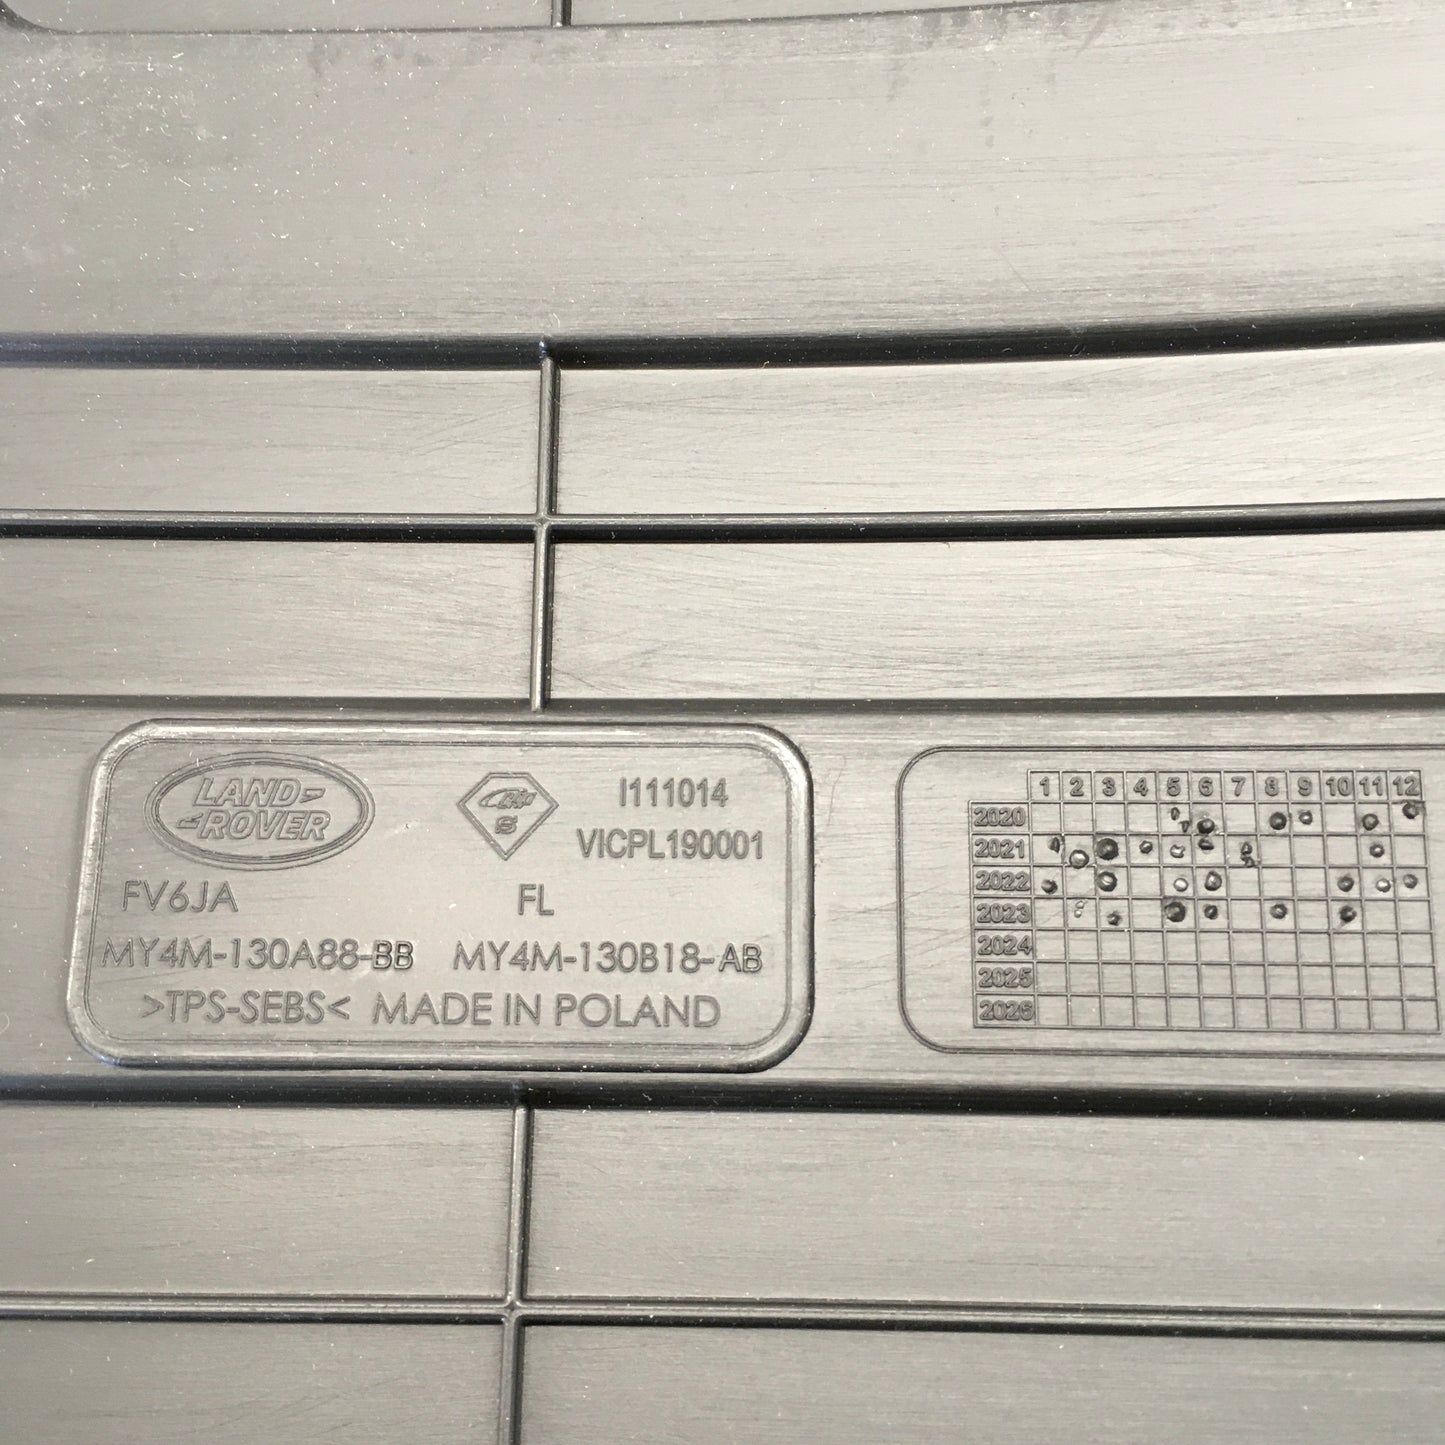 LAND
ROVER
I111014
VICPL190001
FV6JA FL
MY4M-130A88-BB MY4M-130B18-AB
>TPS-SEBS< MADE IN POLAND
1 2 3 4 5 6 7 8 9 10 11 12
2020
2021
2022
2023
2024
2025
2026